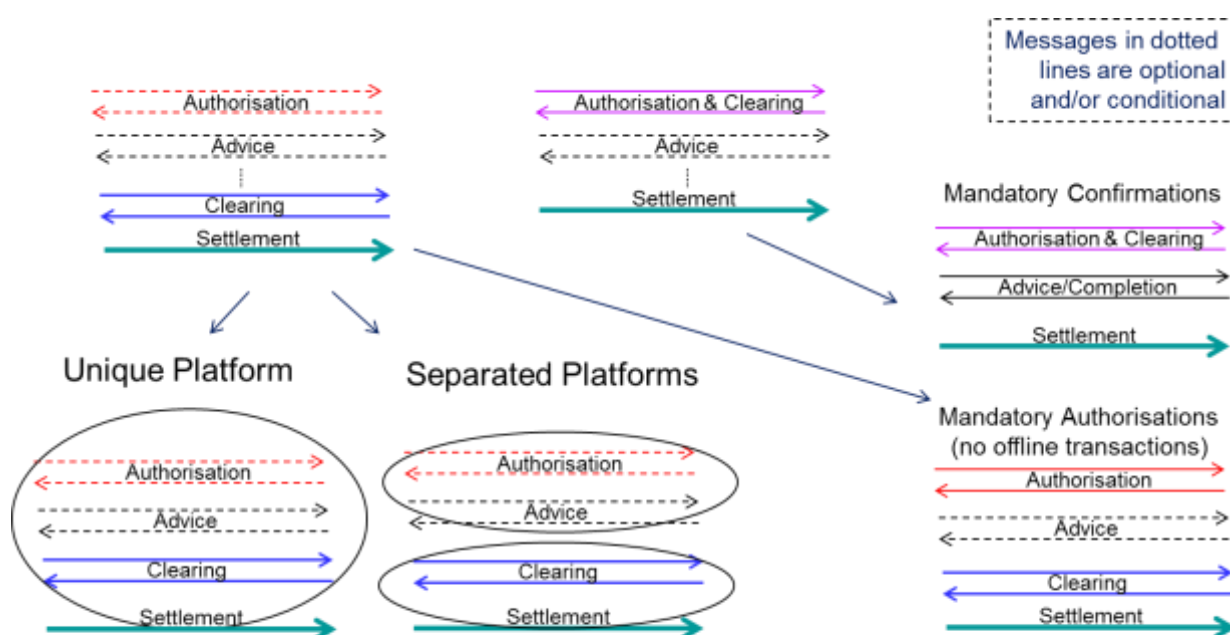 Messages in dotted
lines are optional
and/or conditional
Authorisation
Advice
Clearing
Settlement
Authorisation & Clearing
Advice
Settlement
Mandatory Confirmations
Authorisation & Clearing
Advice/Completion
Settlement
Unique Platform
Authorisation
Advice
Clearing
Settlement
Separated Platforms
Authorisation
Advice
Clearing
Settlement
Mandatory Authorisations
(no offline transactions)
Authorisation
Advice
Clearing
Settlement